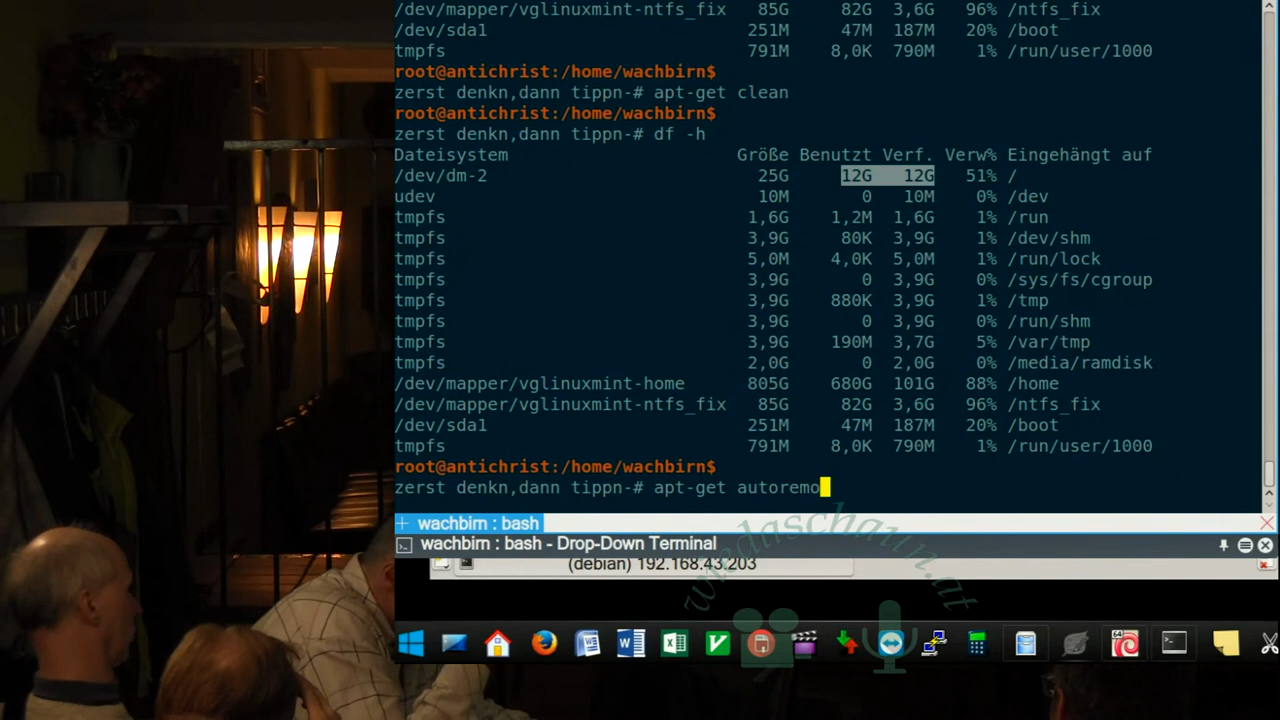 /dev/mapper/vglinuxmint-ntfs_fix 85G 82G 3,6G 96% /ntfs_fix
/dev/sda1 251M 47M 187M 20% /boot
tmpfs 791M 8,0K 790M 1% /run/user/1000
root@antichrist:/home/wachbirn$
zerst denkn,dann tippn-# apt-get clean
root@antichrist:/home/wachbirn$
zerst denkn,dann tippn-# df -h
Dateisystem Größe Benutzt Verf. Verw% Eingehängt auf
/dev/dm-2 25G 12G 12G 51% /
udev 10M 0 10M 0% /dev
tmpfs 1,6G 1,2M 1,6G 1% /run
tmpfs 3,9G 80K 3,9G 1% /dev/shm
tmpfs 5,0M 4,0K 5,0M 1% /run/lock
tmpfs 3,9G 0 3,9G 0% /sys/fs/cgroup
tmpfs 3,9G 880K 3,9G 1% /tmp
tmpfs 3,9G 0 3,9G 0% /run/shm
tmpfs 3,9G 190M 3,7G 5% /var/tmp
tmpfs 2,0G 0 2,0G 0% /media/ramdisk
/dev/mapper/vglinuxmint-home 805G 680G 101G 88% /home
/dev/mapper/vglinuxmint-ntfs_fix 85G 82G 3,6G 96% /ntfs_fix
/dev/sda1 251M 47M 187M 20% /boot
tmpfs 791M 8,0K 790M 1% /run/user/1000
root@antichrist:/home/wachbirn$
zerst denkn,dann tippn-# apt-get autoremo
wachbirn : bash
wachbirn : bash - Drop-Down Terminal
(debian) 192.168.43.203
wiedaschaun.at
64